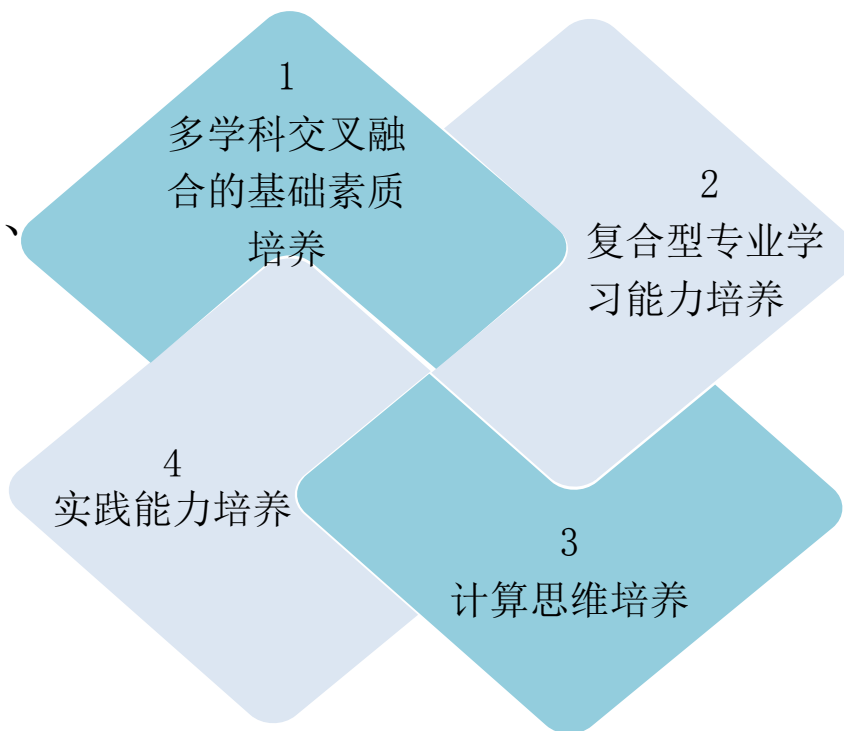 1
多学科交叉融
合的基础素质
培养
2
复合型专业学
习能力培养
、
4
实践能力培养
3
计算思维培养